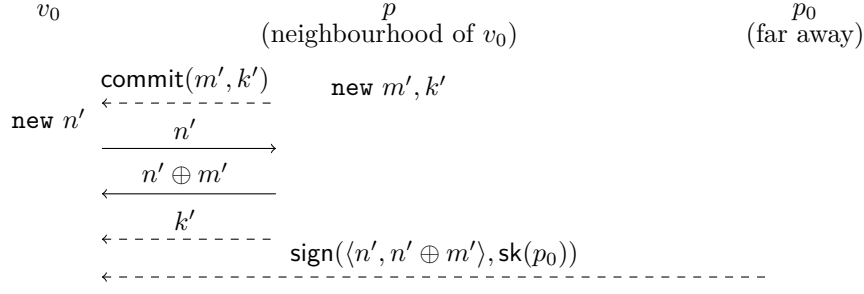 v₀ p p₀
(neighbourhood of v₀) (far away)
commit(m′, k′) new m′, k′
new n′
n′
n′ ⊕ m′
k′
sign(⟨n′, n′ ⊕ m′⟩, sk(p₀))